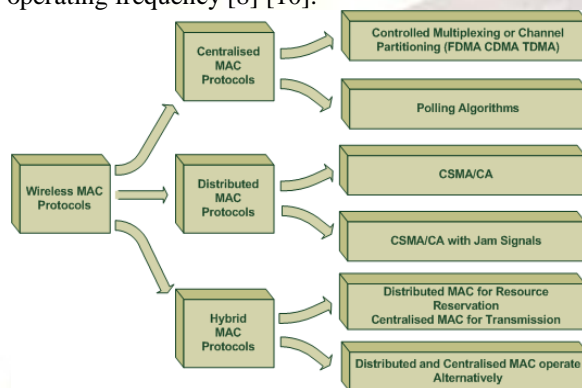 operating frequency [8]-[10].
Controlled Multiplexing or Channel
Partitioning (FDMA CDMA TDMA)
Centralised
MAC
Protocols
Polling Algorithms
Wireless MAC
Protocols
Distributed
MAC
Protocols
CSMA/CA
CSMA/CA with Jam Signals
Hybrid
MAC
Protocols
Distributed MAC for Resource
Reservation
Centralised MAC for Transmission
Distributed and Centralised MAC operate
Alternatively